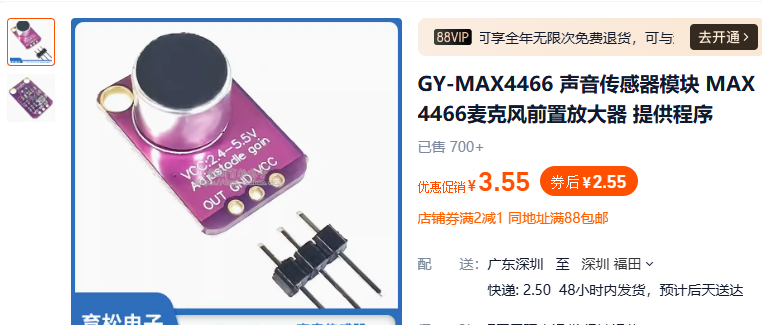 88VIP 可享全年无限次免费退货，可与 去开通 >
GY-MAX4466 声音传感器模块 MAX
4466麦克风前置放大器 提供程序
已售 700+
优惠促销 ¥3.55 券后 ¥2.55
店铺券满2减1 同地址满88包邮
配 送： 广东深圳 至 深圳 福田
快递: 2.50 48小时内发货，预计后天送达
VCC:2.4-5.5V
Adjustadle gain
OUT GND VCC
育松电子